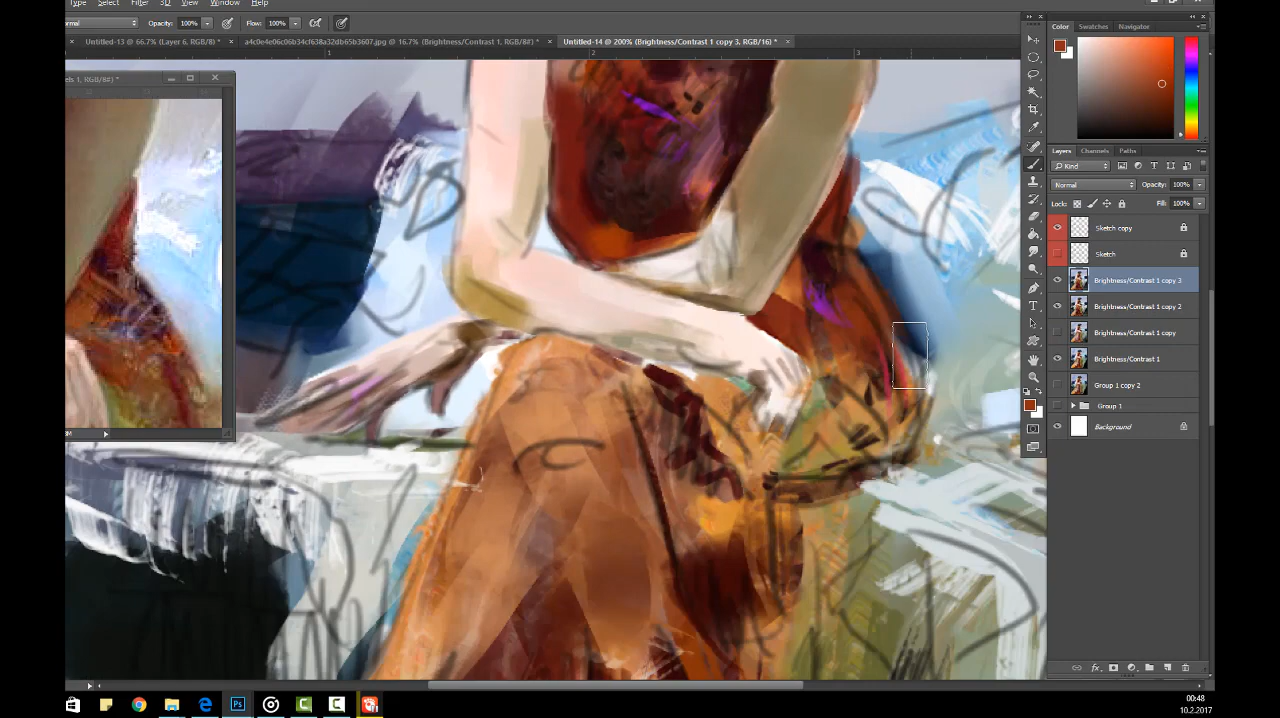 Type Select Filter 3D View Window Help
Opacity: 100% Flow: 100%
Untitled-13 @ 66.7% (Layer 6, RGB/8) * × a4c0e4e06c06b34cf638a32db65b3607.jpg @ 16.7% (Brightness/Contrast 1, RGB/8#) * × Untitled-14 @ 200% (Brightness/Contrast 1 copy 3, RGB/16) * ×
1 2 3
Color Swatches Navigator
Layers Channels Paths
Kind
Normal Opacity: 100%
Lock: Fill: 100%
Sketch copy
Sketch
Brightness/Contrast 1 copy 3
Brightness/Contrast 1 copy 2
Brightness/Contrast 1 copy
Brightness/Contrast 1
Group 1 copy 2
Group 1
Background
Ps
00:48
10.2.2017